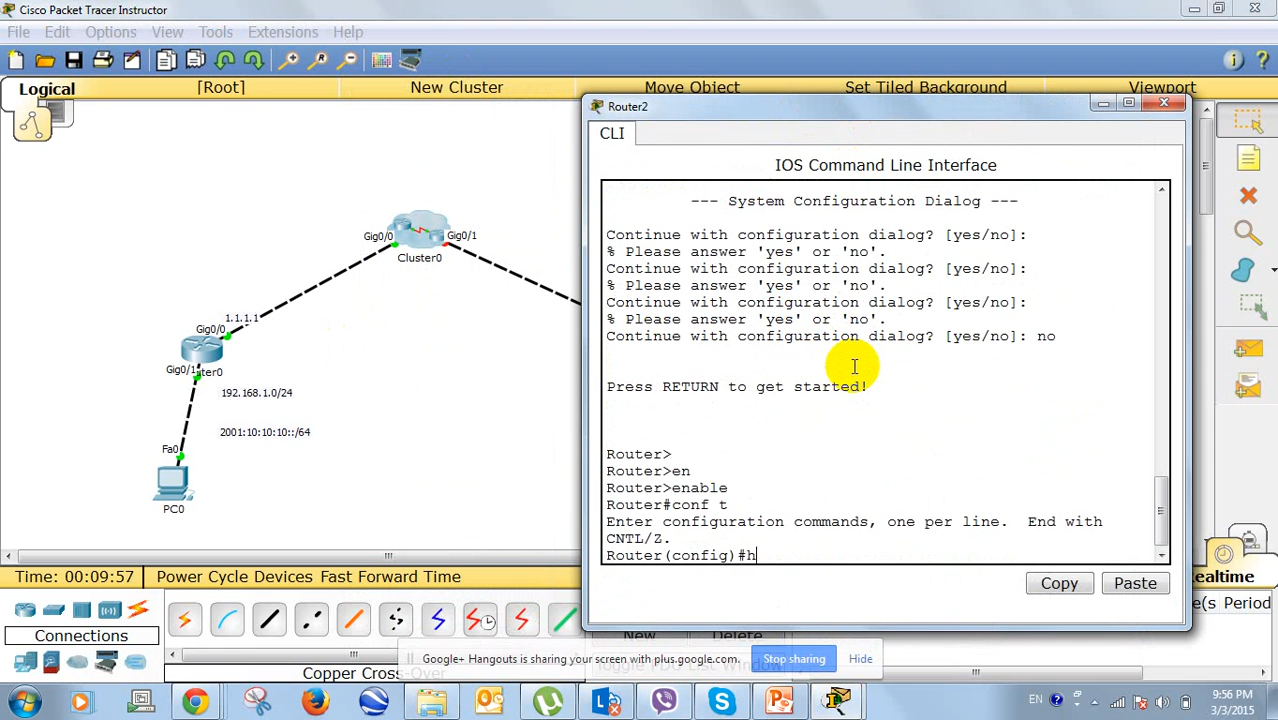 Cisco Packet Tracer Instructor
File Edit Options View Tools Extensions Help
Logical [Root] New Cluster Move Object Set Tiled Background Viewport
Gig0/0
Gig0/1
Cluster0
1.1.1.1
Gig0/0
Gig0/1
192.168.1.0/24
2001:10:10:10::/64
Fa0
PC0
Router2
CLI
IOS Command Line Interface
--- System Configuration Dialog ---
Continue with configuration dialog? [yes/no]:
% Please answer 'yes' or 'no'.
Continue with configuration dialog? [yes/no]:
% Please answer 'yes' or 'no'.
Continue with configuration dialog? [yes/no]:
% Please answer 'yes' or 'no'.
Continue with configuration dialog? [yes/no]: no
Press RETURN to get started!
Router>
Router>en
Router>enable
Router#conf t
Enter configuration commands, one per line. End with
CNTL/Z.
Router(config)#h
Copy Paste
Time: 00:09:57 Power Cycle Devices Fast Forward Time
Realtime
Connections
New Delete
Google+ Hangouts is sharing your screen with plus.google.com. Stop sharing Hide
Copper Cross-Over
EN
9:56 PM
3/3/2015